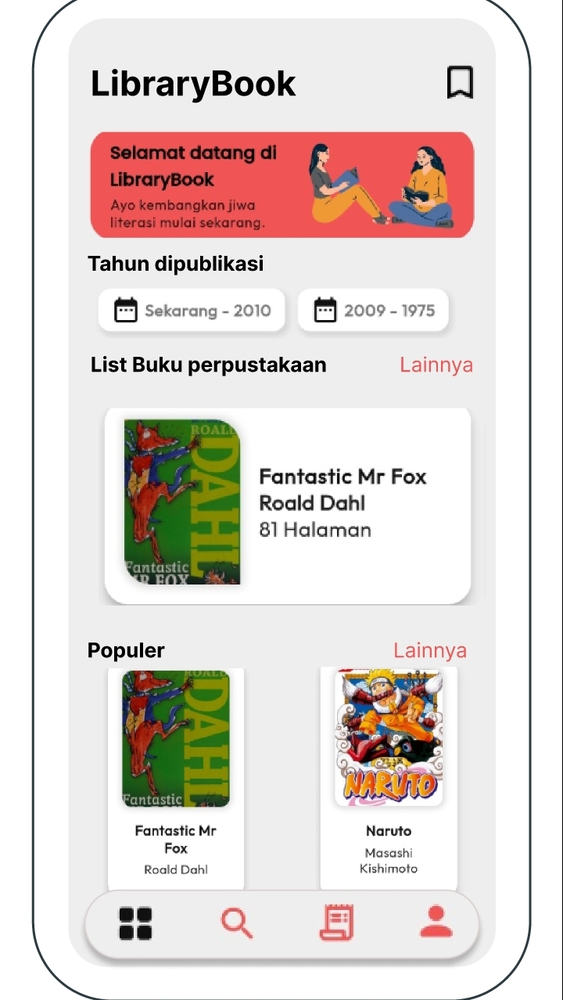 LibraryBook
Selamat datang di
LibraryBook
Ayo kembangkan jiwa
literasi mulai sekarang.
Tahun dipublikasi
Sekarang - 2010
2009 - 1975
List Buku perpustakaan
Lainnya
ROALD
DAHL
Fantastic
MR FOX
Fantastic Mr Fox
Roald Dahl
81 Halaman
Populer
Lainnya
ROALD
DAHL
Fantastic
NARUTO
Fantastic Mr
Fox
Roald Dahl
Naruto
Masashi
Kishimoto